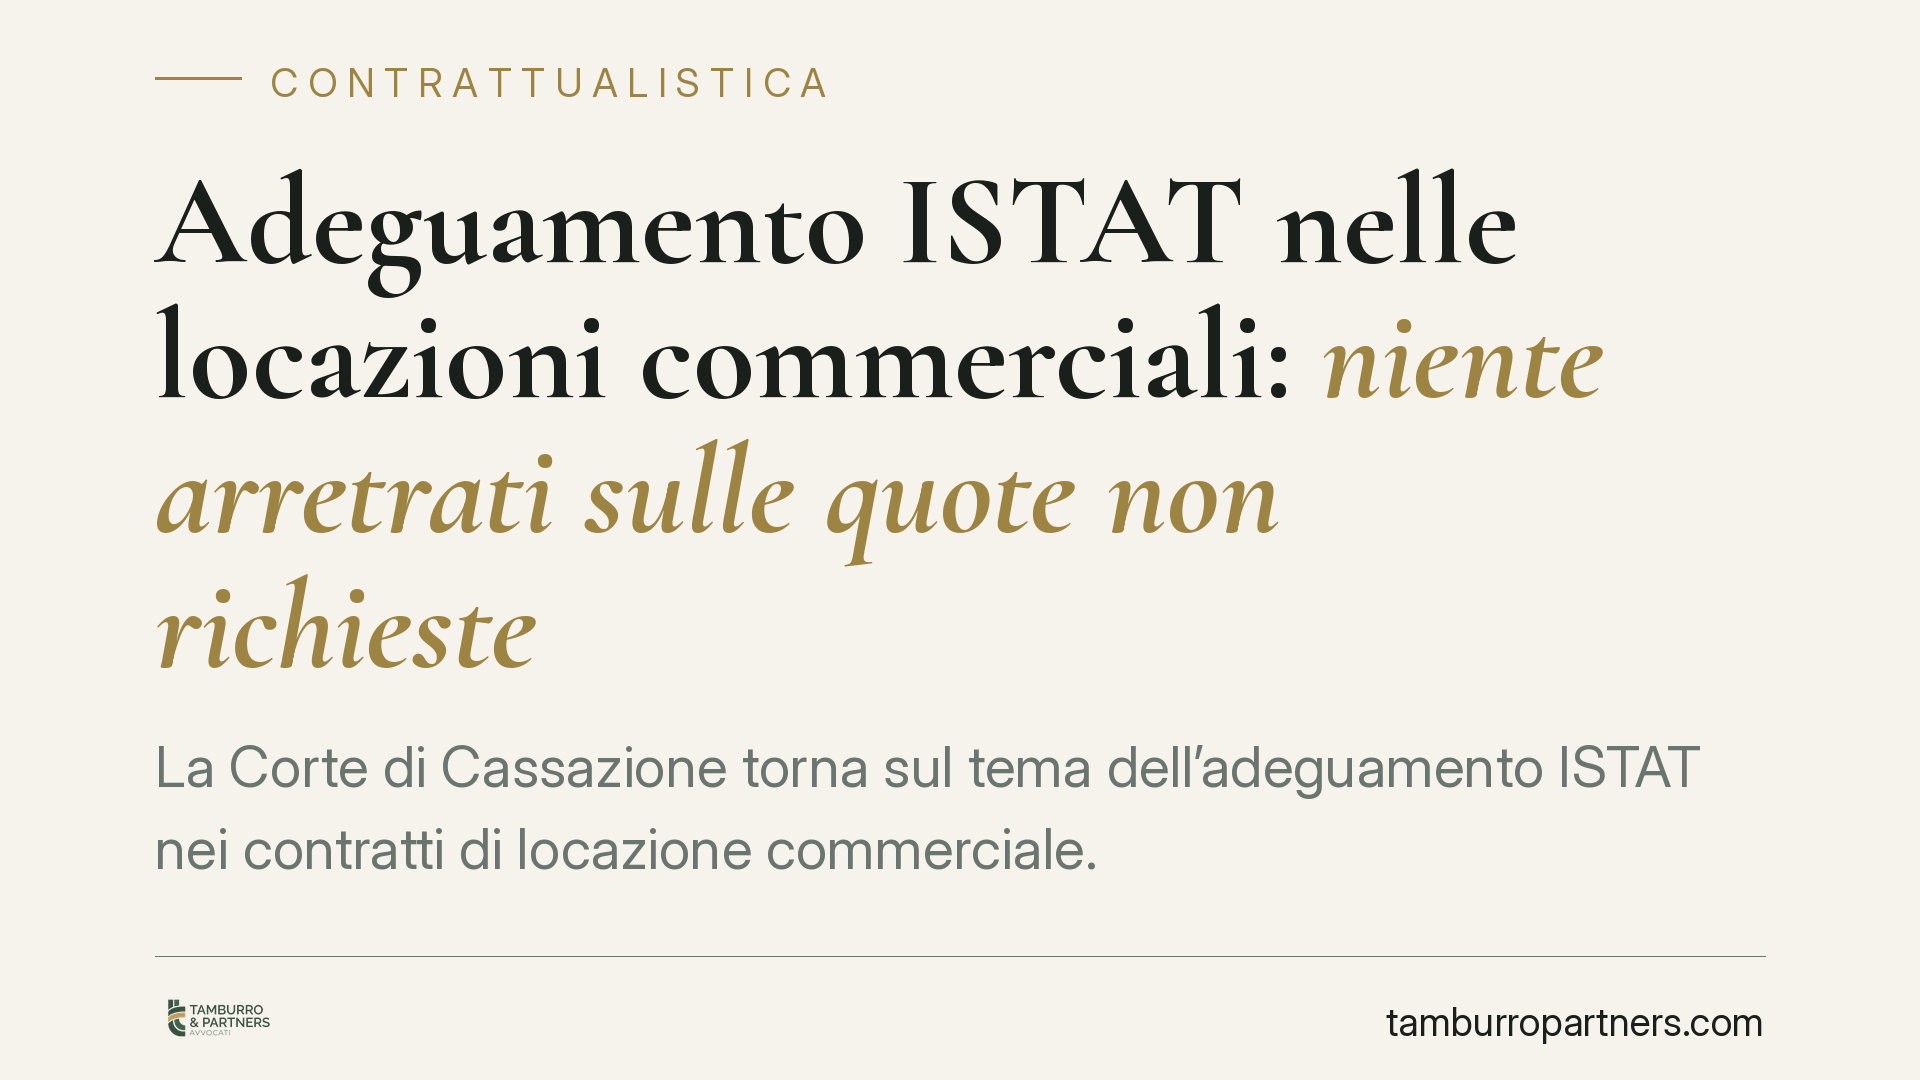 CONTRATTUALISTICA
Adeguamento ISTAT nelle
locazioni commerciali: niente
arretrati sulle quote non
richieste
La Corte di Cassazione torna sul tema dell’adeguamento ISTAT
nei contratti di locazione commerciale.
TAMBURRO
& PARTNERS
AVVOCATI
tamburropartners.com